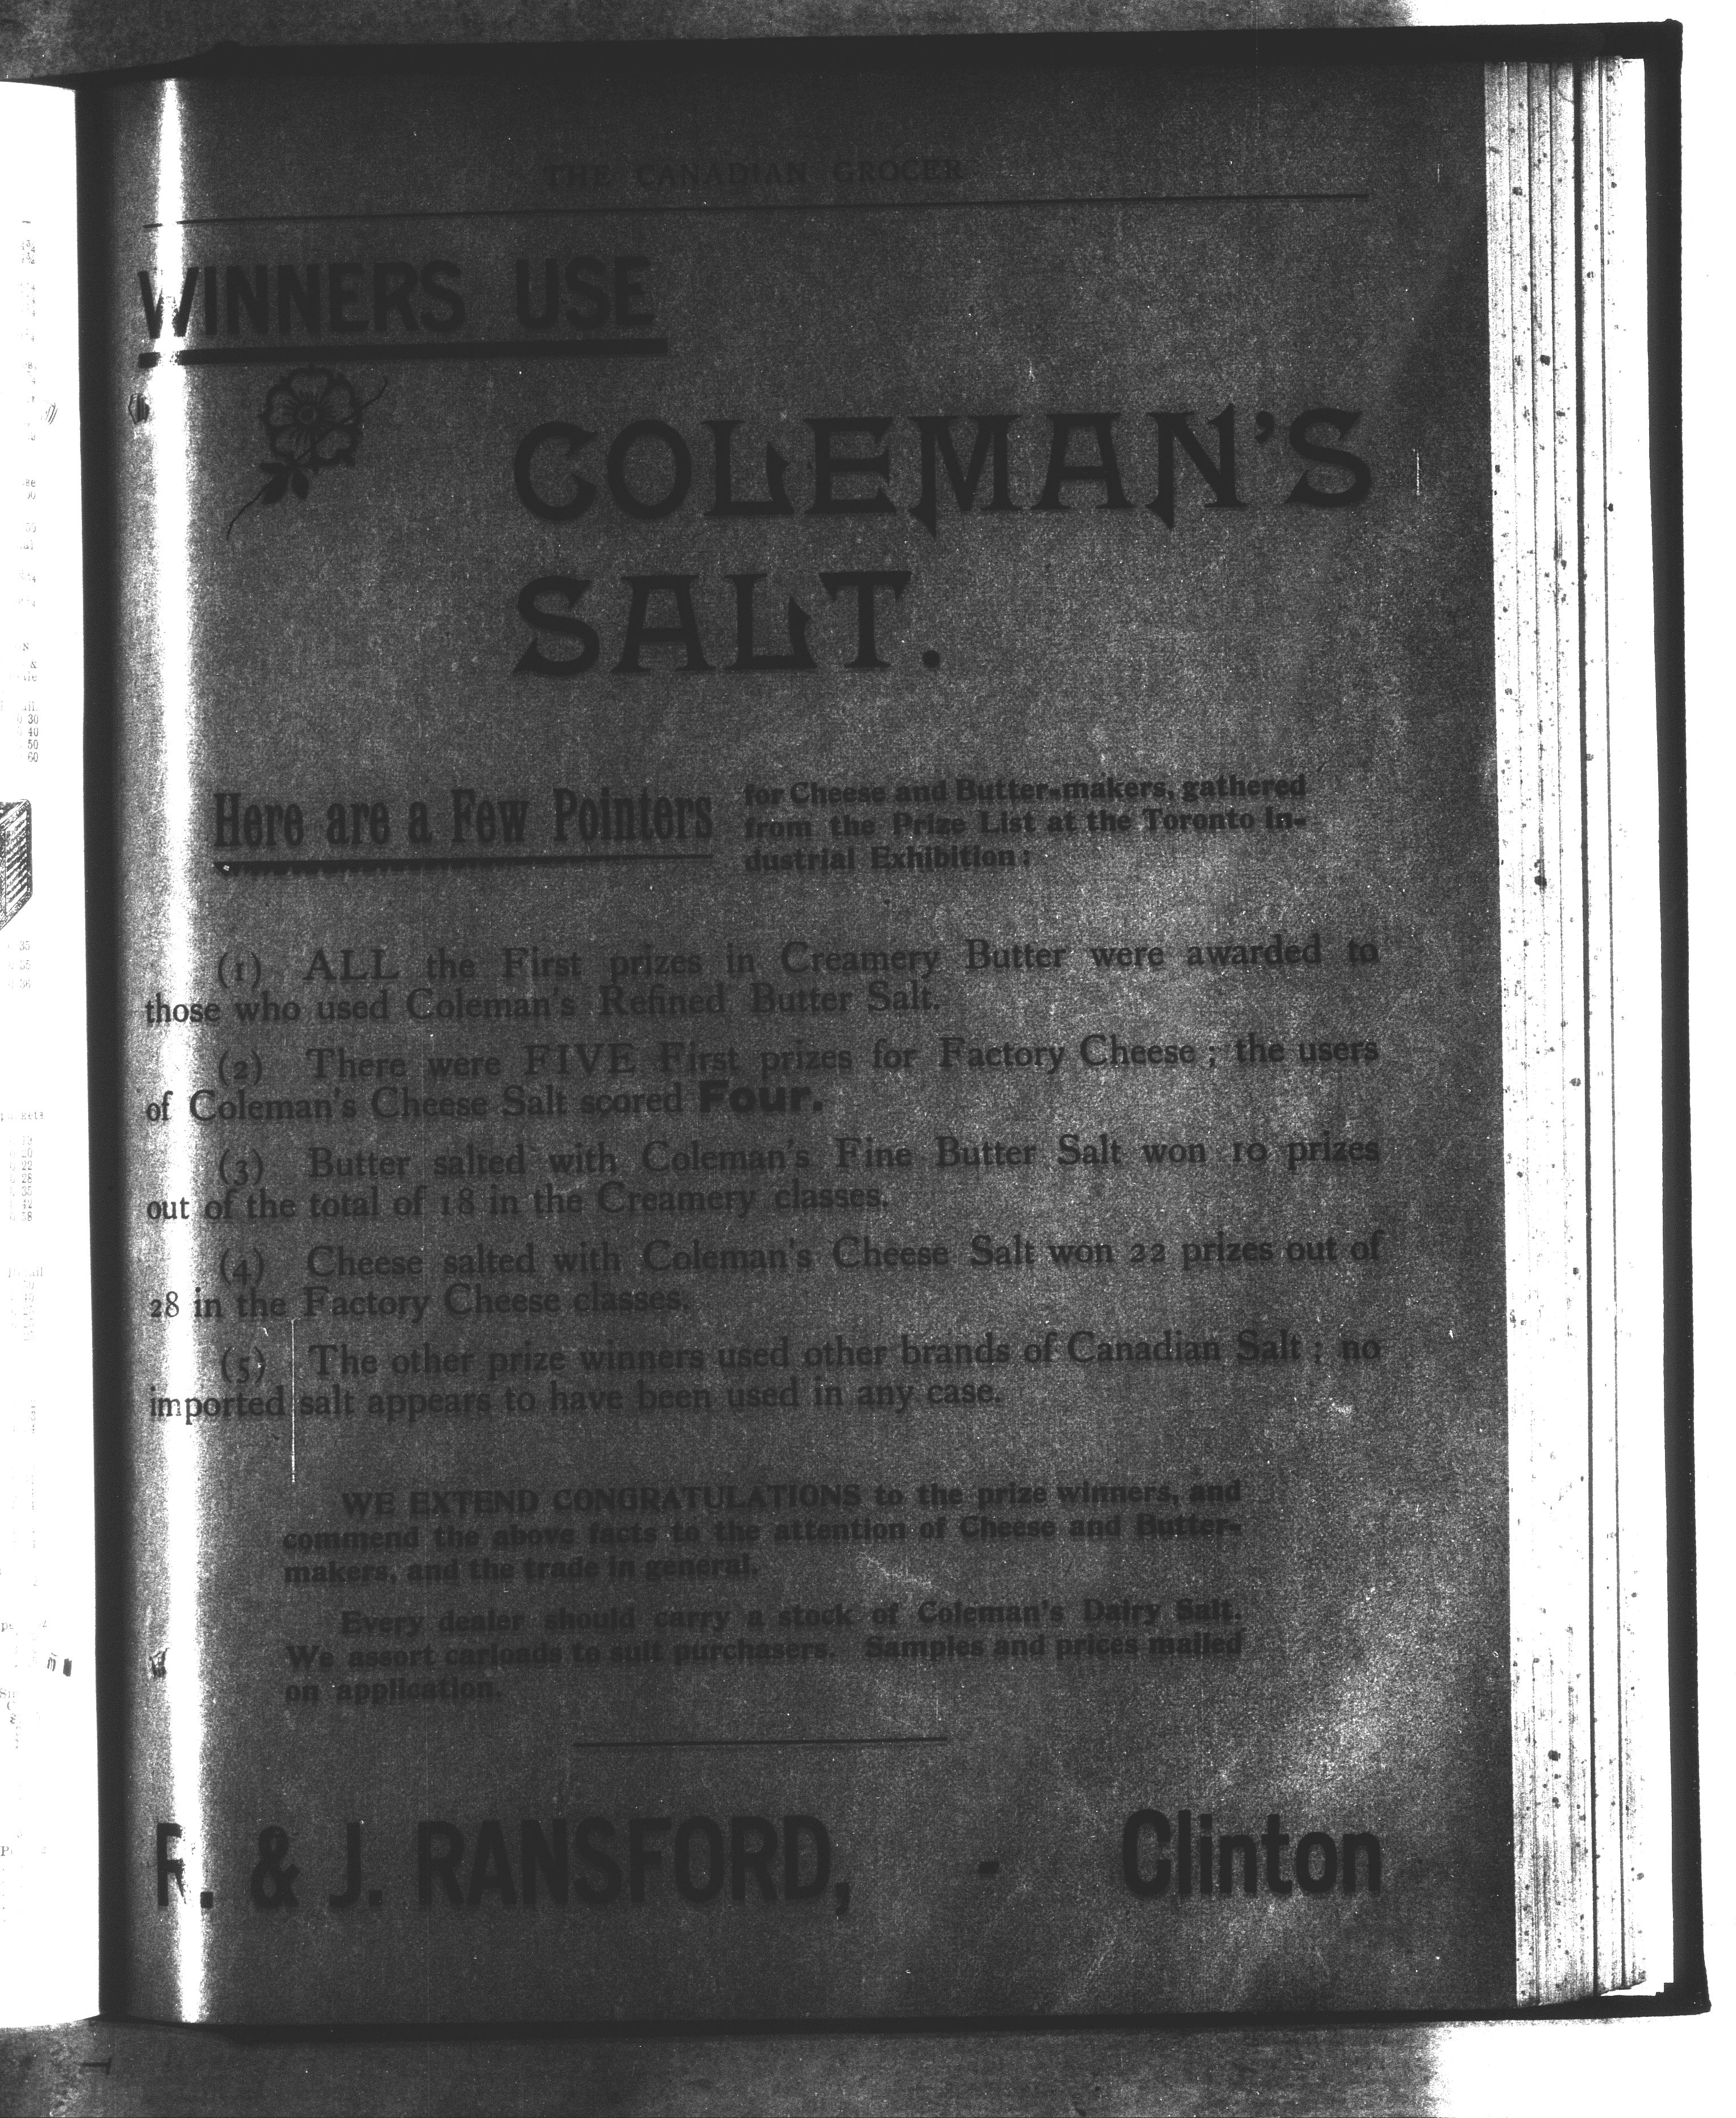 THE CANADIAN GROCER
WINNERS USE
COLEMAN'S
SALT.
Here are a Few Pointers
for Cheese and Butter-makers, gathered
from the Prize List at the Toronto In-
dustrial Exhibition:
(1) ALL the First prizes in Creamery Butter were awarded to
those who used Coleman's Refined Butter Salt.
(2) There were FIVE First prizes for Factory Cheese; the users
of Coleman's Cheese Salt scored Four.
(3) Butter salted with Coleman's Fine Butter Salt won 10 prizes
out of the total of 18 in the Creamery classes.
(4) Cheese salted with Coleman's Cheese Salt won 22 prizes out of
28 in the Factory Cheese classes.
(5) The other prize winners used other brands of Canadian Salt; no
imported salt appears to have been used in any case.
WE EXTEND CONGRATULATIONS to the prize winners, and
commend the above facts to the attention of Cheese and Butter-
makers, and the trade in general.
Every dealer should carry a stock of Coleman's Dairy Salt.
We assort carloads to suit purchasers. Samples and prices mailed
on application.
R. & J. RANSFORD, - Clinton